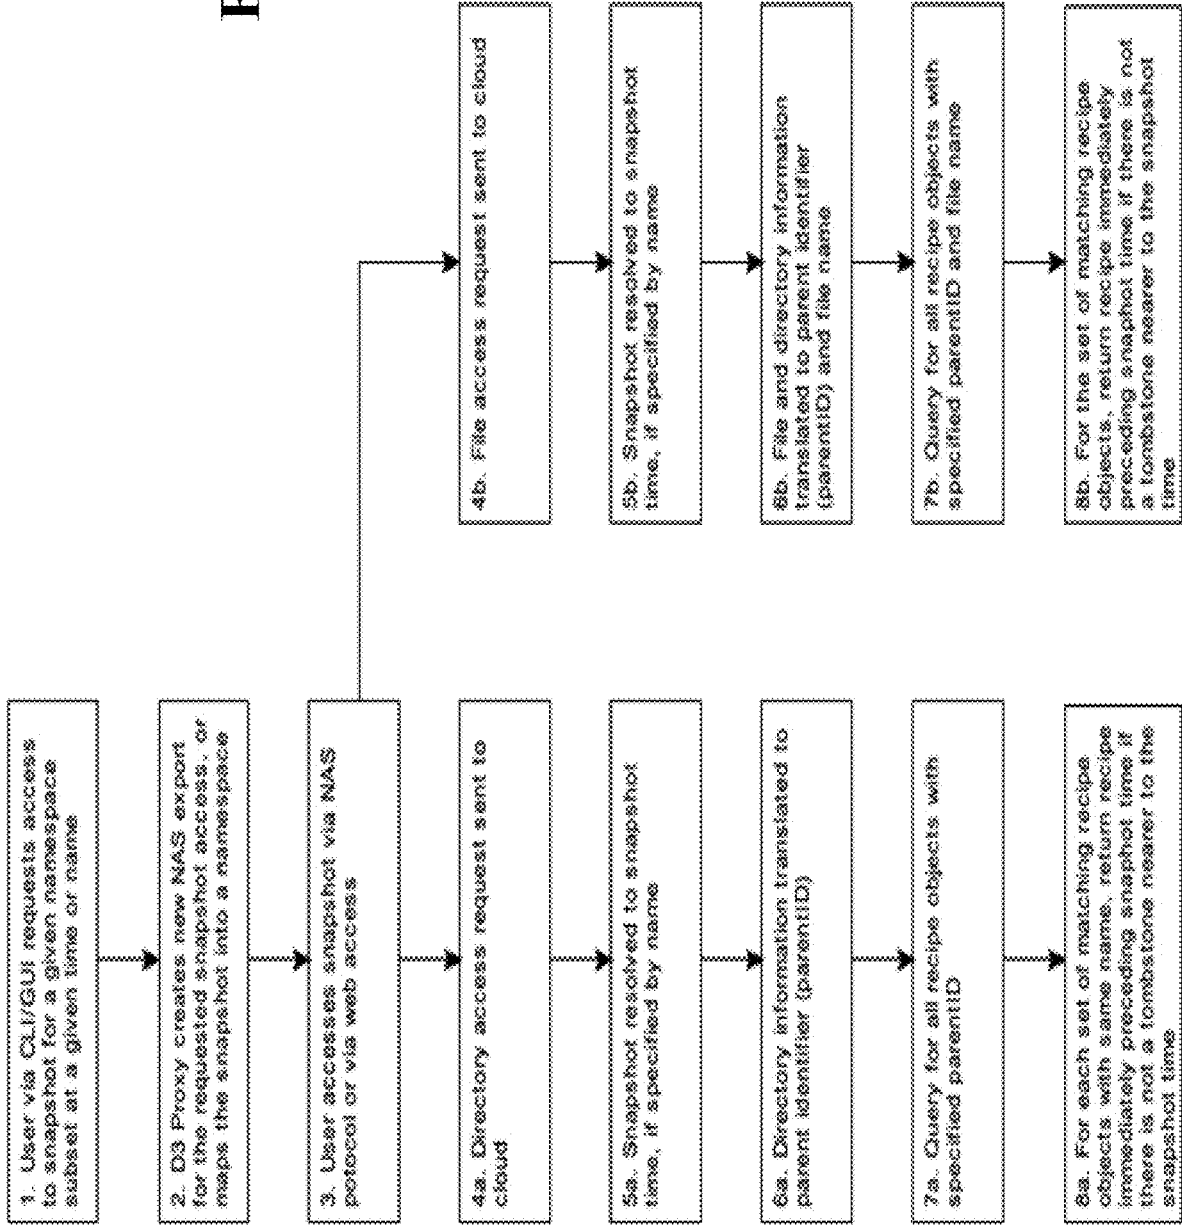 1. User via CLI/GUI requests access
to snapshot for a given namespace
subset at a given time or name
2. D3 Proxy creates new NAS export
for the requested snapshot access, or
maps the snapshot into a namespace
3. User accesses snapshot via NAS
potocol or via web access
4a. Directory access request sent to
cloud
5a. Snapshot resolved to snapshot
time, if specified by name
6a. Directory infomation translated to
parent identifier (parentID)
7a. Query for all recipe objects with
specified parentID
8a. For each set of matching recipe
objects with same name, return recipe
immediately preceding snaphot time if
there is not a tombstone nearer to the
snapshot time
4b. File access request sent to cloud
5b. Snapshot resolved to snapshot
time, if specified by name
6b. File and directory information
translated to parent identifier
(parentID) and file name
7b. Query for all recipe objects with
specified parentID and file name
8b. For the set of matching recipe
objects, return recipe immediately
preceding snaphot time if there is not
a tombstone nearer to the snapshot
time